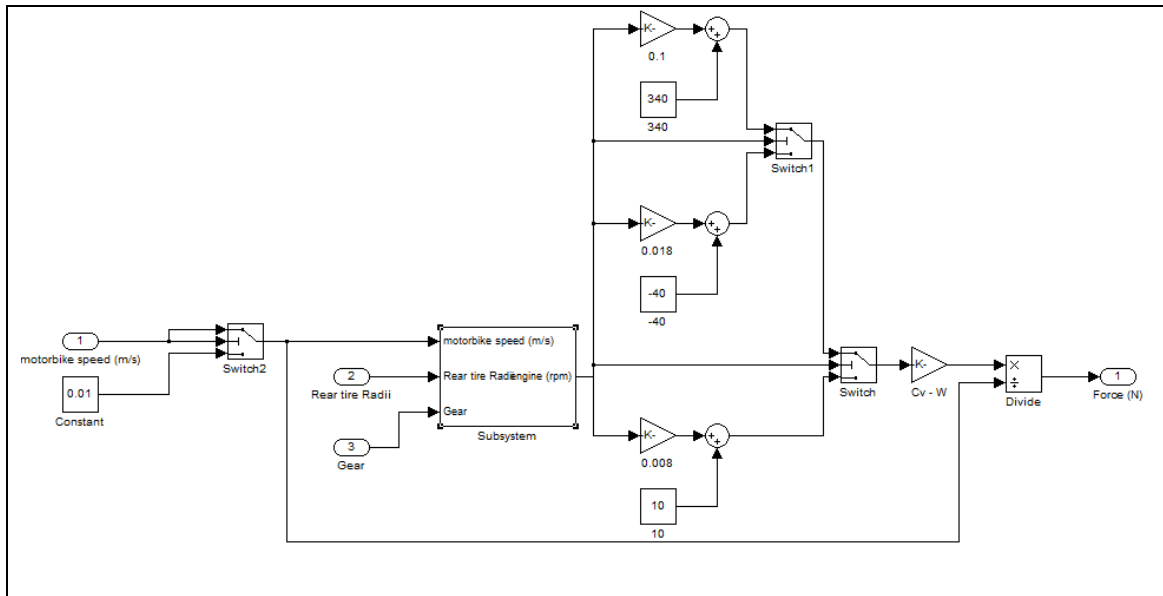 K-
0.1
340
340
Switch1
K-
0.018
-40
-40
1
motorbike speed (m/s)
Switch2
0.01
Constant
2
Rear tire Radii
3
Gear
motorbike speed (m/s)
Rear tire Radiiengine (rpm)
Gear
Subsystem
K-
0.008
10
10
Switch
K-
Cv - W
×
÷
Divide
1
Force (N)